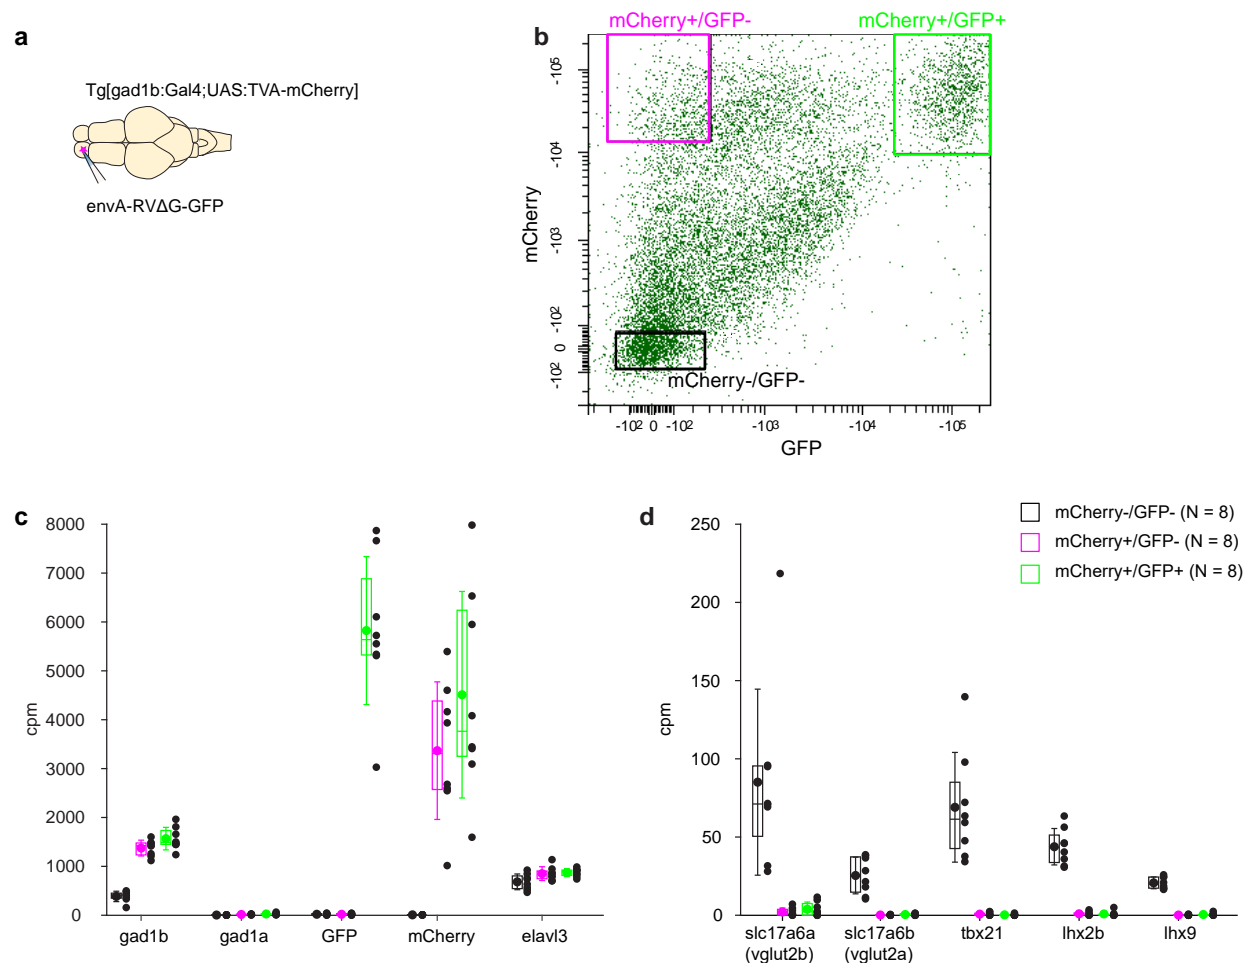 a
Tg[gad1b:Gal4;UAS:TVA-mCherry]
envA-RVΔG-GFP
b
mCherry+/GFP-
mCherry+/GFP+
mCherry
-10⁵
-10⁴
-10³
-10²
0
-10²
mCherry-/GFP-
-10² 0 -10² -10³ -10⁴ -10⁵
GFP
c
cpm
8000
7000
6000
5000
4000
3000
2000
1000
0
gad1b gad1a GFP mCherry elavl3
d
cpm
250
200
150
100
50
0
slc17a6a slc17a6b tbx21 lhx2b lhx9
(vglut2b) (vglut2a)
mCherry-/GFP- (N = 8)
mCherry+/GFP- (N = 8)
mCherry+/GFP+ (N = 8)